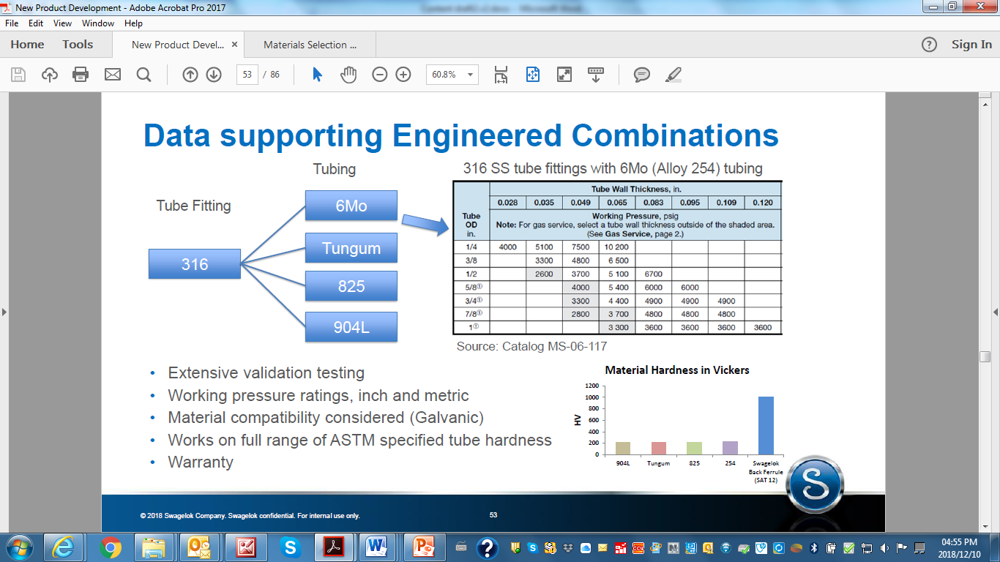 New Product Development - Adobe Acrobat Pro 2017
File Edit View Window Help
Home Tools New Product Devel... × Materials Selection ... ? Sign In
53 / 86 60.8%
Data supporting Engineered Combinations
Tubing
316 SS tube fittings with 6Mo (Alloy 254) tubing
Tube Fitting
316
6Mo
Tungum
825
904L
Tube Wall Thickness, in.
0.028 0.035 0.049 0.065 0.083 0.095 0.109 0.120
Tube OD in.
Working Pressure, psig
Note: For gas service, select a tube wall thickness outside of the shaded area.
(See Gas Service, page 2.)
1/4 4000 5100 7500 10 200
3/8 3300 4800 6 500
1/2 2600 3700 5 100 6700
5/8① 4000 5 400 6000 6000
3/4① 3300 4 400 4900 4900 4900
7/8① 2800 3 700 4800 4800 4800
1① 3 300 3600 3600 3600 3600
Source: Catalog MS-06-117
• Extensive validation testing
• Working pressure ratings, inch and metric
• Material compatibility considered (Galvanic)
• Works on full range of ASTM specified tube hardness
• Warranty
Material Hardness in Vickers
HV
1200
1000
800
600
400
200
0
904L Tungum 825 254 Swagelok
Back Ferrule
(SAT 12)
S
© 2018 Swagelok Company. Swagelok confidential. For internal use only.
53
04:55 PM
2018/12/10